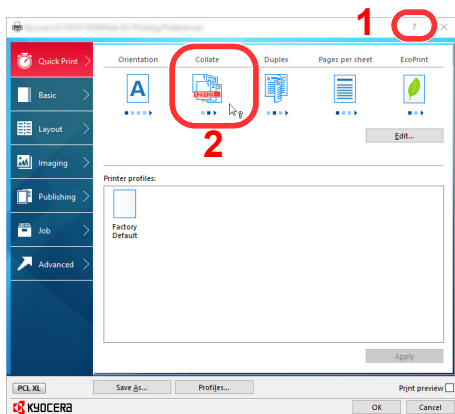 1
?
Quick Print
Orientation Collate Duplex Pages per sheet EcoPrint
A
Basic
?
2
Layout
Edit...
Imaging
Printer profiles:
Publishing
Factory
Default
Job
Advanced
Apply
PCL XL Save As... Profiles... Print preview
KYOCERA OK Cancel